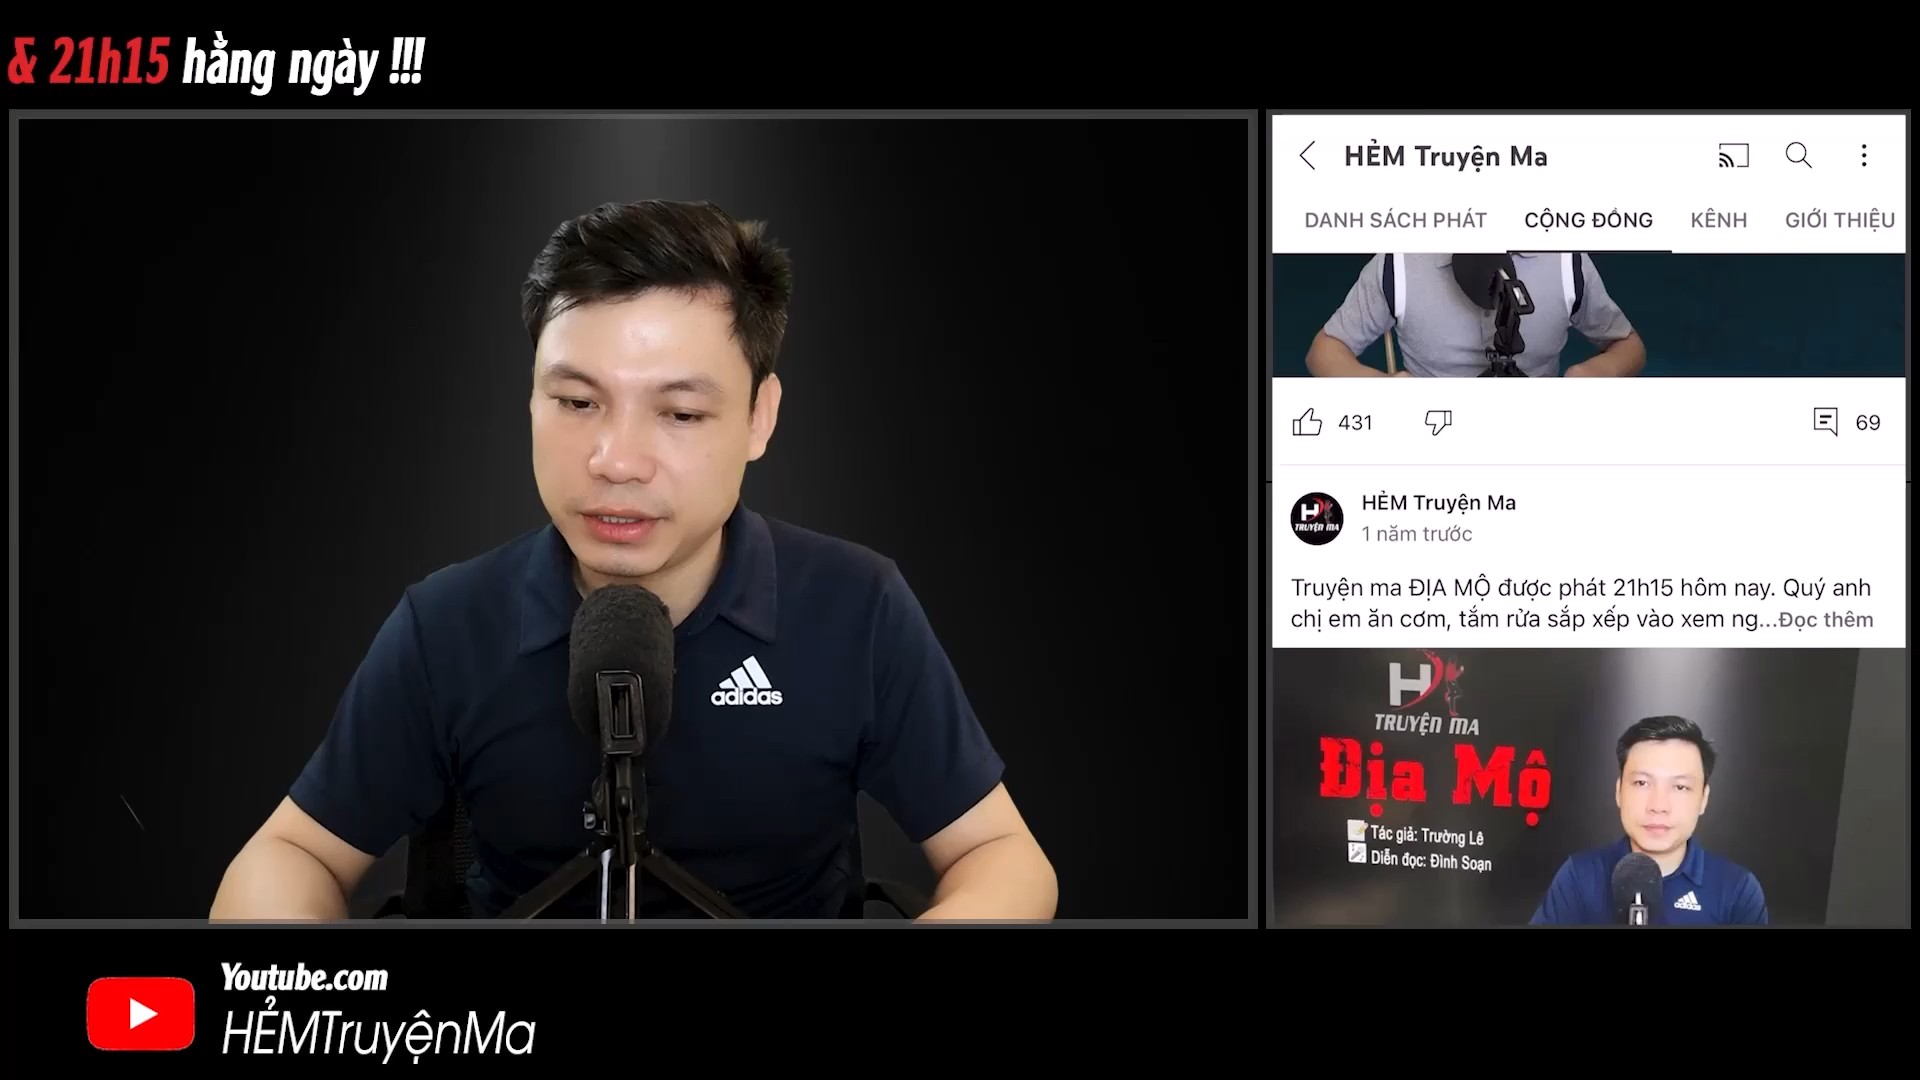 & 21h15 hằng ngày !!!
adidas
HẺM Truyện Ma
DANH SÁCH PHÁT CỘNG ĐỒNG KÊNH GIỚI THIỆU
431 69
H
TRUYỆN MA
HẺM Truyện Ma
1 năm trước
Truyện ma ĐỊA MỘ được phát 21h15 hôm nay. Quý anh
chị em ăn cơm, tắm rửa sắp xếp vào xem ng...Đọc thêm
H
TRUYỆN MA
Địa Mộ
Tác giả: Trường Lê
Diễn đọc: Đình Soạn
adidas
Youtube.com
HẺMTruyệnMa